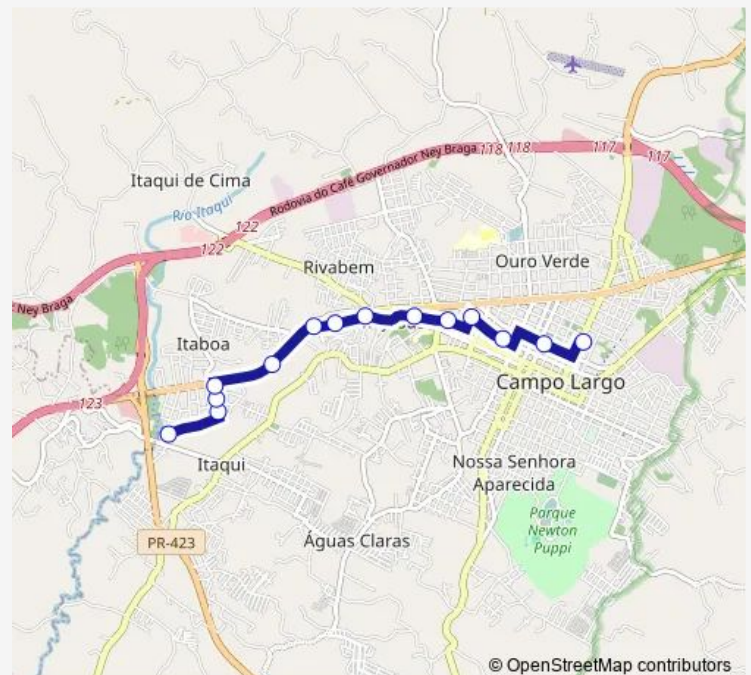 Itaqui de Cima
Rio Itaqui
Rodovia do Café Governador Ney Braga
118 118
117
117
122
122
Rivabem
Ouro Verde
Ney Braga
Itaboa
123
Campo Largo
Itaqui
Nossa Senhora
Aparecida
Parque
Newton
Puppi
PR-423
Águas Claras
© OpenStreetMap contributors